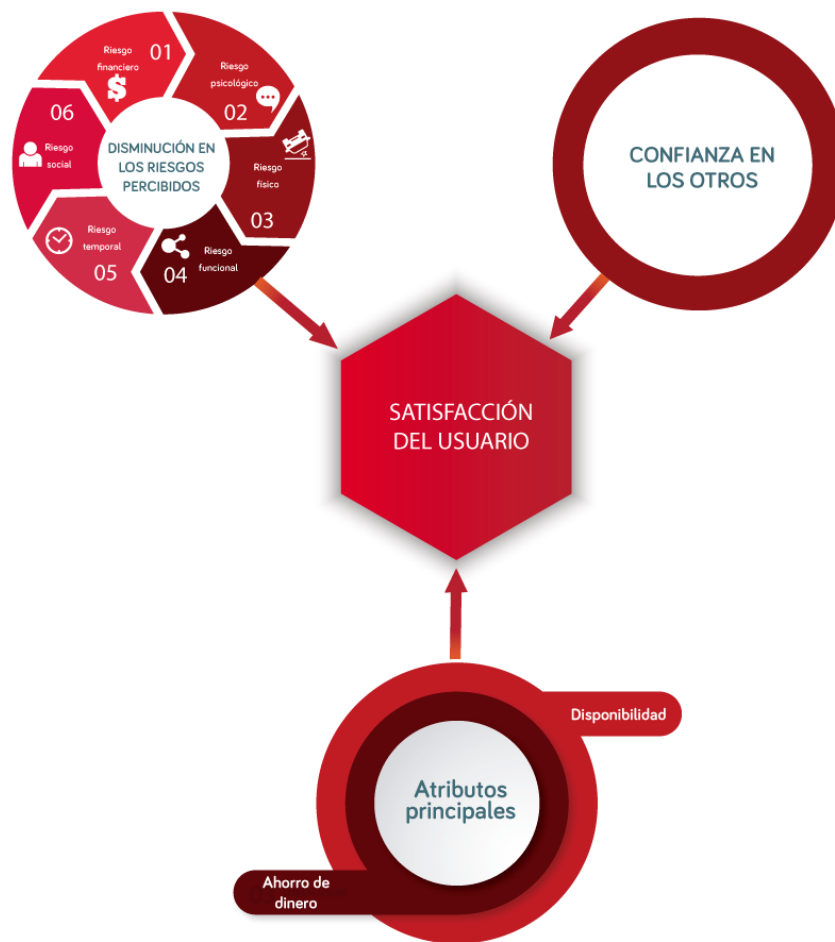 Riesgo
financiero
01
Riesgo
psicológico
02
Riesgo
físico
03
Riesgo
funcional
04
Riesgo
temporal
05
06
Riesgo
social
DISMINUCIÓN EN
LOS RIESGOS
PERCIBIDOS
CONFIANZA EN
LOS OTROS
SATISFACCIÓN
DEL USUARIO
Disponibilidad
Atributos
principales
Ahorro de
dinero